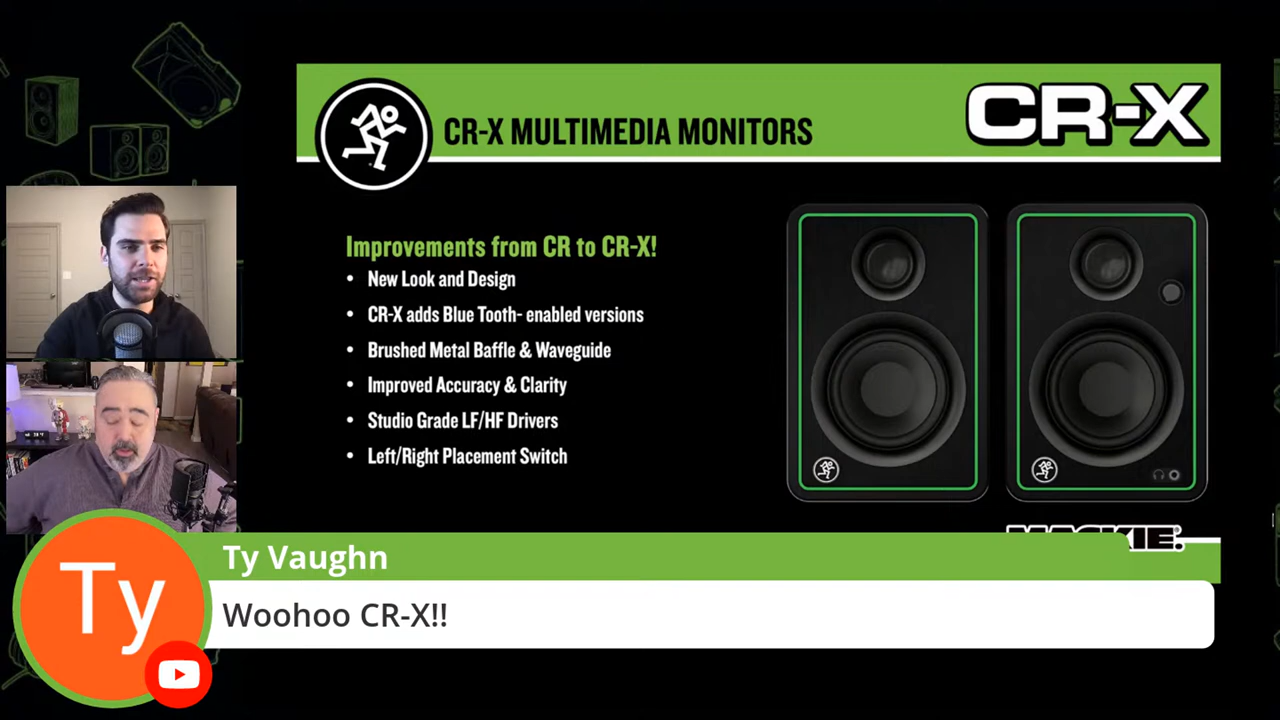 CR-X MULTIMEDIA MONITORS
CR-X
Improvements from CR to CR-X!
• New Look and Design
• CR-X adds Blue Tooth- enabled versions
• Brushed Metal Baffle & Waveguide
• Improved Accuracy & Clarity
• Studio Grade LF/HF Drivers
• Left/Right Placement Switch
MACKIE.
Ty Vaughn
Ty
Woohoo CR-X!!